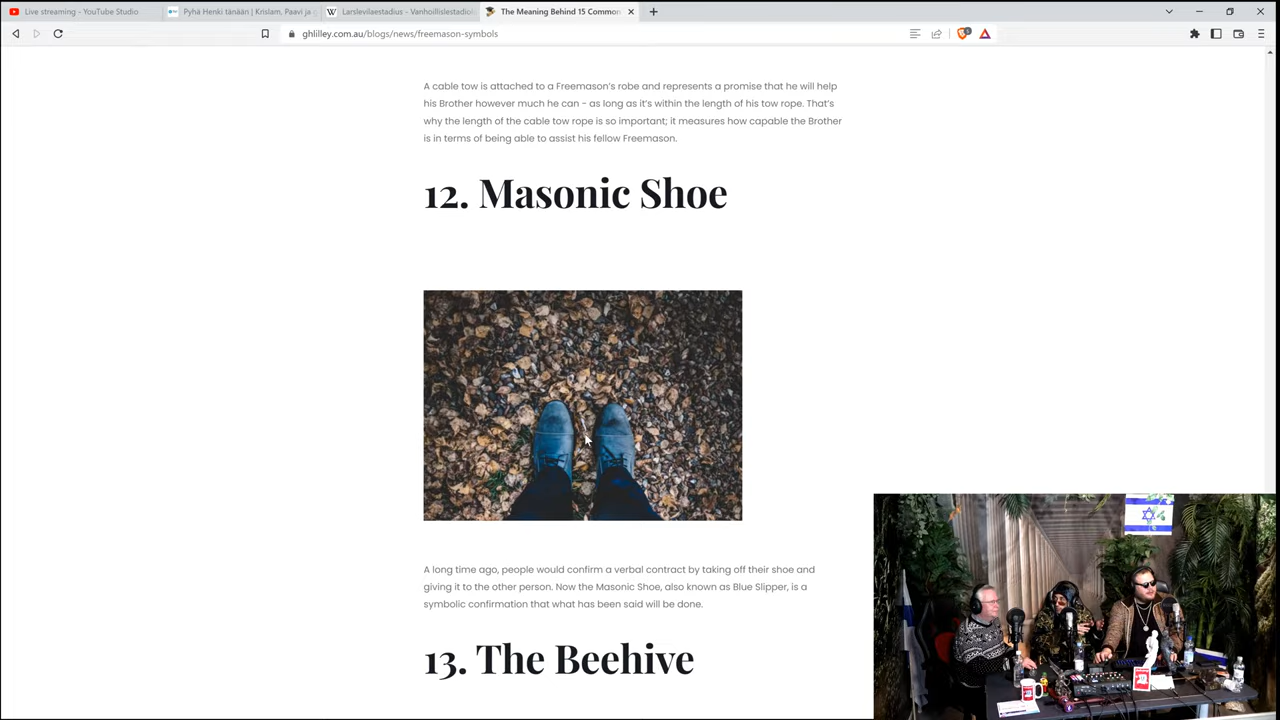 Live streaming - YouTube Studio
Pyhä Henki tänään | Krislam, Paavi ja
Larslevilaestadius - Vanhoillislestadiol
The Meaning Behind 15 Common
ghlilley.com.au/blogs/news/freemason-symbols
A cable tow is attached to a Freemason's robe and represents a promise that he will help
his Brother however much he can - as long as it's within the length of his tow rope. That's
why the length of the cable tow rope is so important; it measures how capable the Brother
is in terms of being able to assist his fellow Freemason.
12. Masonic Shoe
A long time ago, people would confirm a verbal contract by taking off their shoe and
giving it to the other person. Now the Masonic Shoe, also known as Blue Slipper, is a
symbolic confirmation that what has been said will be done.
13. The Beehive